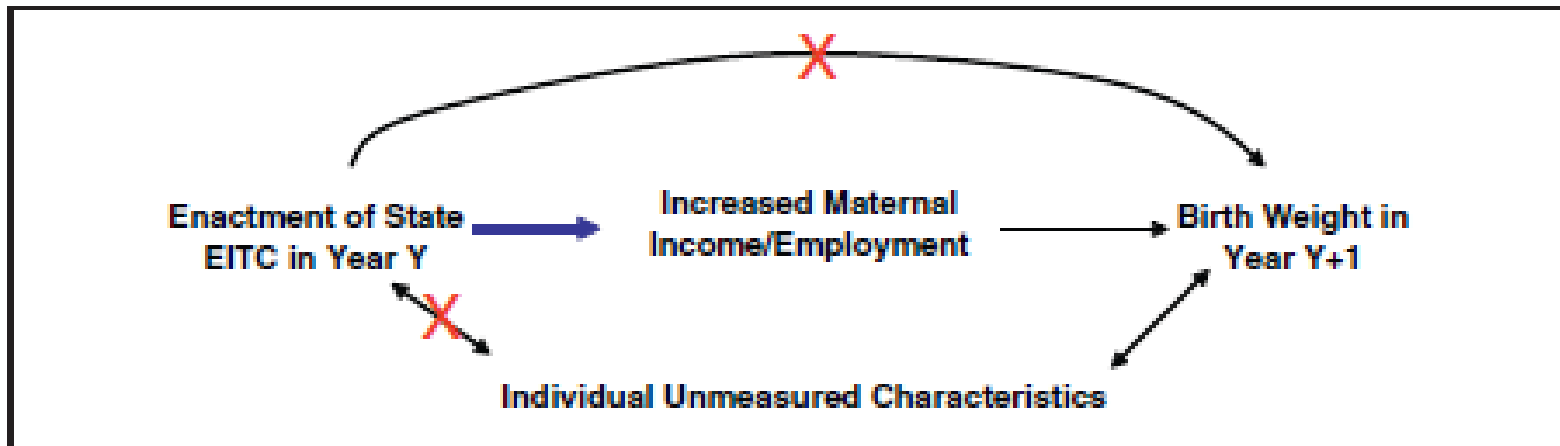 X
Enactment of State
EITC in Year Y
Increased Maternal
Income/Employment
Birth Weight in
Year Y+1
X
Individual Unmeasured Characteristics